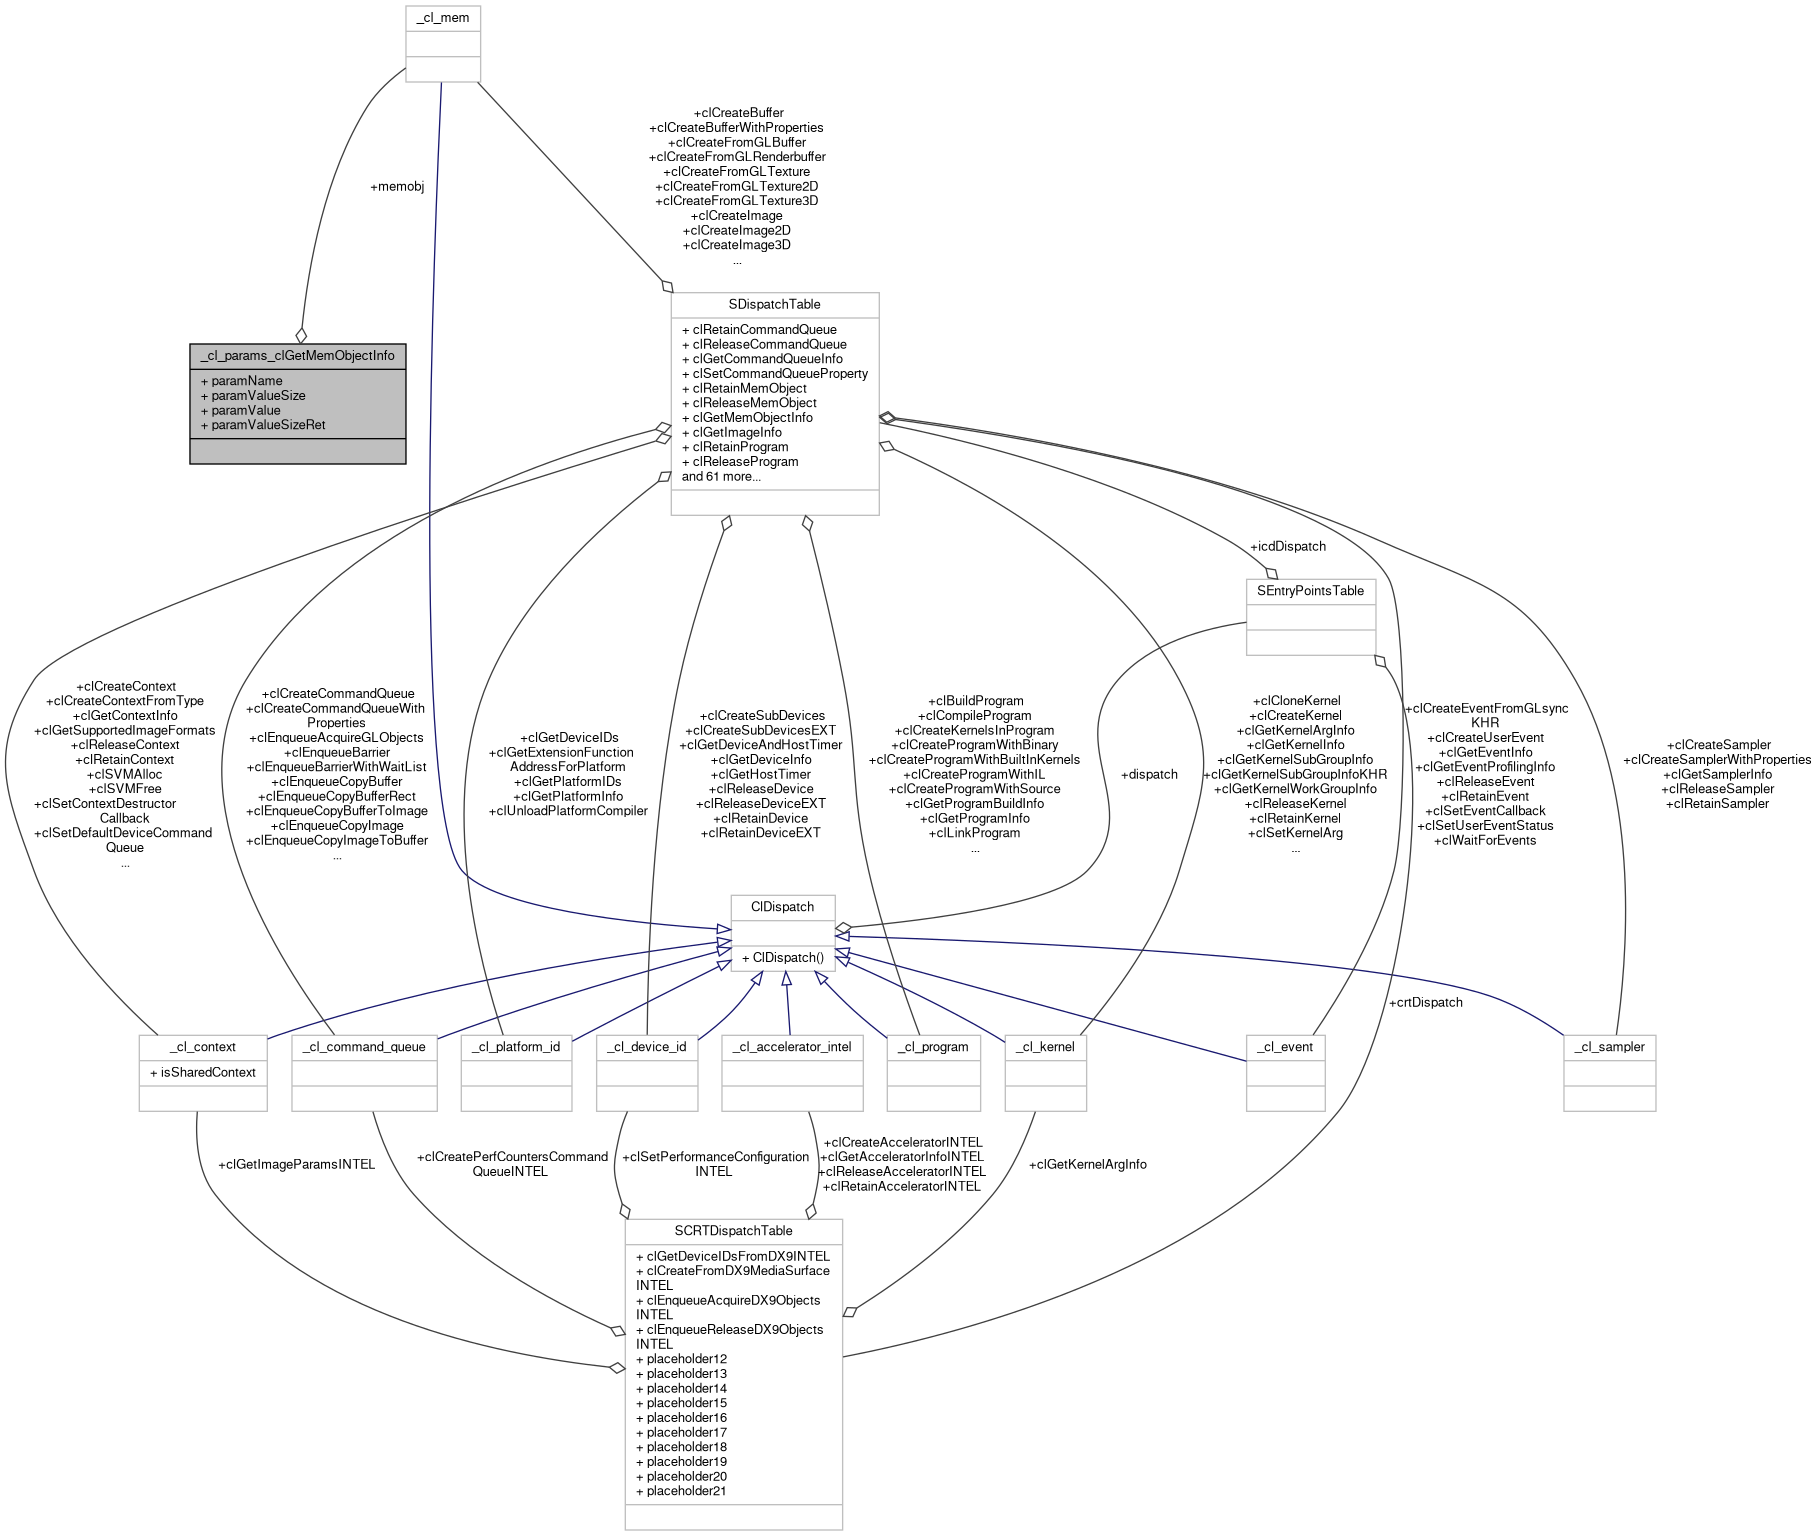 _cl_mem
+clCreateBuffer
+clCreateBufferWithProperties
+clCreateFromGLBuffer
+clCreateFromGLRenderbuffer
+clCreateFromGLTexture
+clCreateFromGLTexture2D
+clCreateFromGLTexture3D
+clCreateImage
+clCreateImage2D
+clCreateImage3D
...
+memobj
SDispatchTable
+ clRetainCommandQueue
+ clReleaseCommandQueue
+ clGetCommandQueueInfo
+ clSetCommandQueueProperty
+ clRetainMemObject
+ clReleaseMemObject
+ clGetMemObjectInfo
+ clGetImageInfo
+ clRetainProgram
+ clReleaseProgram
and 61 more...
_cl_params_clGetMemObjectInfo
+ paramName
+ paramValueSize
+ paramValue
+ paramValueSizeRet
+icdDispatch
SEntryPointsTable
+clCreateContext
+clCreateContextFromType
+clGetContextInfo
+clGetSupportedImageFormats
+clReleaseContext
+clRetainContext
+clSVMAlloc
+clSVMFree
+clSetContextDestructor
Callback
+clSetDefaultDeviceCommand
Queue
...
+clCreateCommandQueue
+clCreateCommandQueueWith
Properties
+clEnqueueAcquireGLObjects
+clEnqueueBarrier
+clEnqueueBarrierWithWaitList
+clEnqueueCopyBuffer
+clEnqueueCopyBufferRect
+clEnqueueCopyBufferToImage
+clEnqueueCopyImage
+clEnqueueCopyImageToBuffer
...
+clGetDeviceIDs
+clGetExtensionFunction
AddressForPlatform
+clGetPlatformIDs
+clGetPlatformInfo
+clUnloadPlatformCompiler
+clCreateSubDevices
+clCreateSubDevicesEXT
+clGetDeviceAndHostTimer
+clGetDeviceInfo
+clGetHostTimer
+clReleaseDevice
+clReleaseDeviceEXT
+clRetainDevice
+clRetainDeviceEXT
+clBuildProgram
+clCompileProgram
+clCreateKernelsInProgram
+clCreateProgramWithBinary
+clCreateProgramWithBuiltInKernels
+clCreateProgramWithIL
+clCreateProgramWithSource
+clGetProgramBuildInfo
+clGetProgramInfo
+clLinkProgram
...
+dispatch
+clCloneKernel
+clCreateKernel
+clGetKernelArgInfo
+clGetKernelInfo
+clGetKernelSubGroupInfo
+clGetKernelSubGroupInfoKHR
+clGetKernelWorkGroupInfo
+clReleaseKernel
+clRetainKernel
+clSetKernelArg
...
+clCreateEventFromGLsync
KHR
+clCreateUserEvent
+clGetEventInfo
+clGetEventProfilingInfo
+clReleaseEvent
+clRetainEvent
+clSetEventCallback
+clSetUserEventStatus
+clWaitForEvents
+clCreateSampler
+clCreateSamplerWithProperties
+clGetSamplerInfo
+clReleaseSampler
+clRetainSampler
ClDispatch
+ ClDispatch()
+crtDispatch
_cl_context
+ isSharedContext
_cl_command_queue
_cl_platform_id
_cl_device_id
_cl_accelerator_intel
_cl_program
_cl_kernel
_cl_event
_cl_sampler
+clGetImageParamsINTEL
+clCreatePerfCountersCommand
QueueINTEL
+clSetPerformanceConfiguration
INTEL
+clCreateAcceleratorINTEL
+clGetAcceleratorInfoINTEL
+clReleaseAcceleratorINTEL
+clRetainAcceleratorINTEL
+clGetKernelArgInfo
SCRTDispatchTable
+ clGetDeviceIDsFromDX9INTEL
+ clCreateFromDX9MediaSurface
INTEL
+ clEnqueueAcquireDX9Objects
INTEL
+ clEnqueueReleaseDX9Objects
INTEL
+ placeholder12
+ placeholder13
+ placeholder14
+ placeholder15
+ placeholder16
+ placeholder17
+ placeholder18
+ placeholder19
+ placeholder20
+ placeholder21